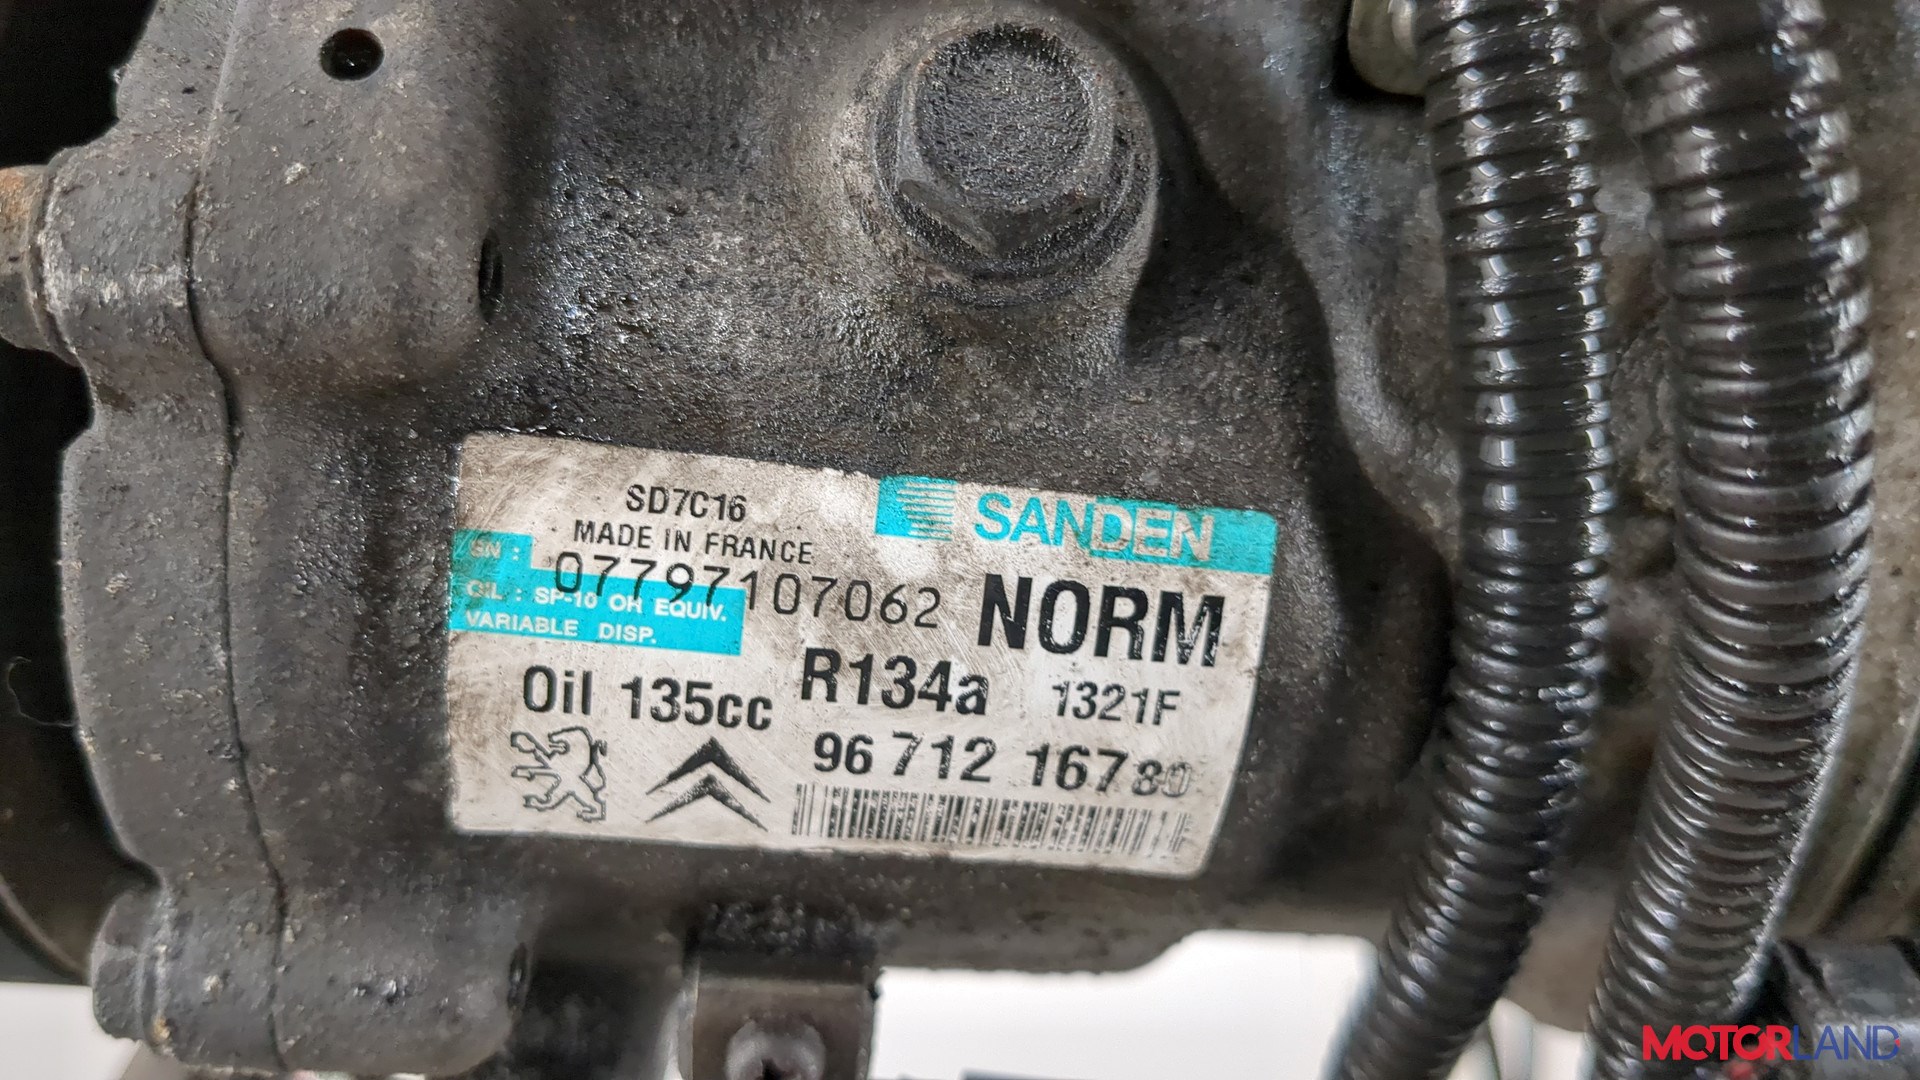 SD7C16
MADE IN FRANCE
SANDEN
SN :
07797107062
OIL : SP-10 OR EQUIV.
VARIABLE DISP.
NORM
Oil 135cc
R134a
1321F
96 712 16780
MOTORLAND